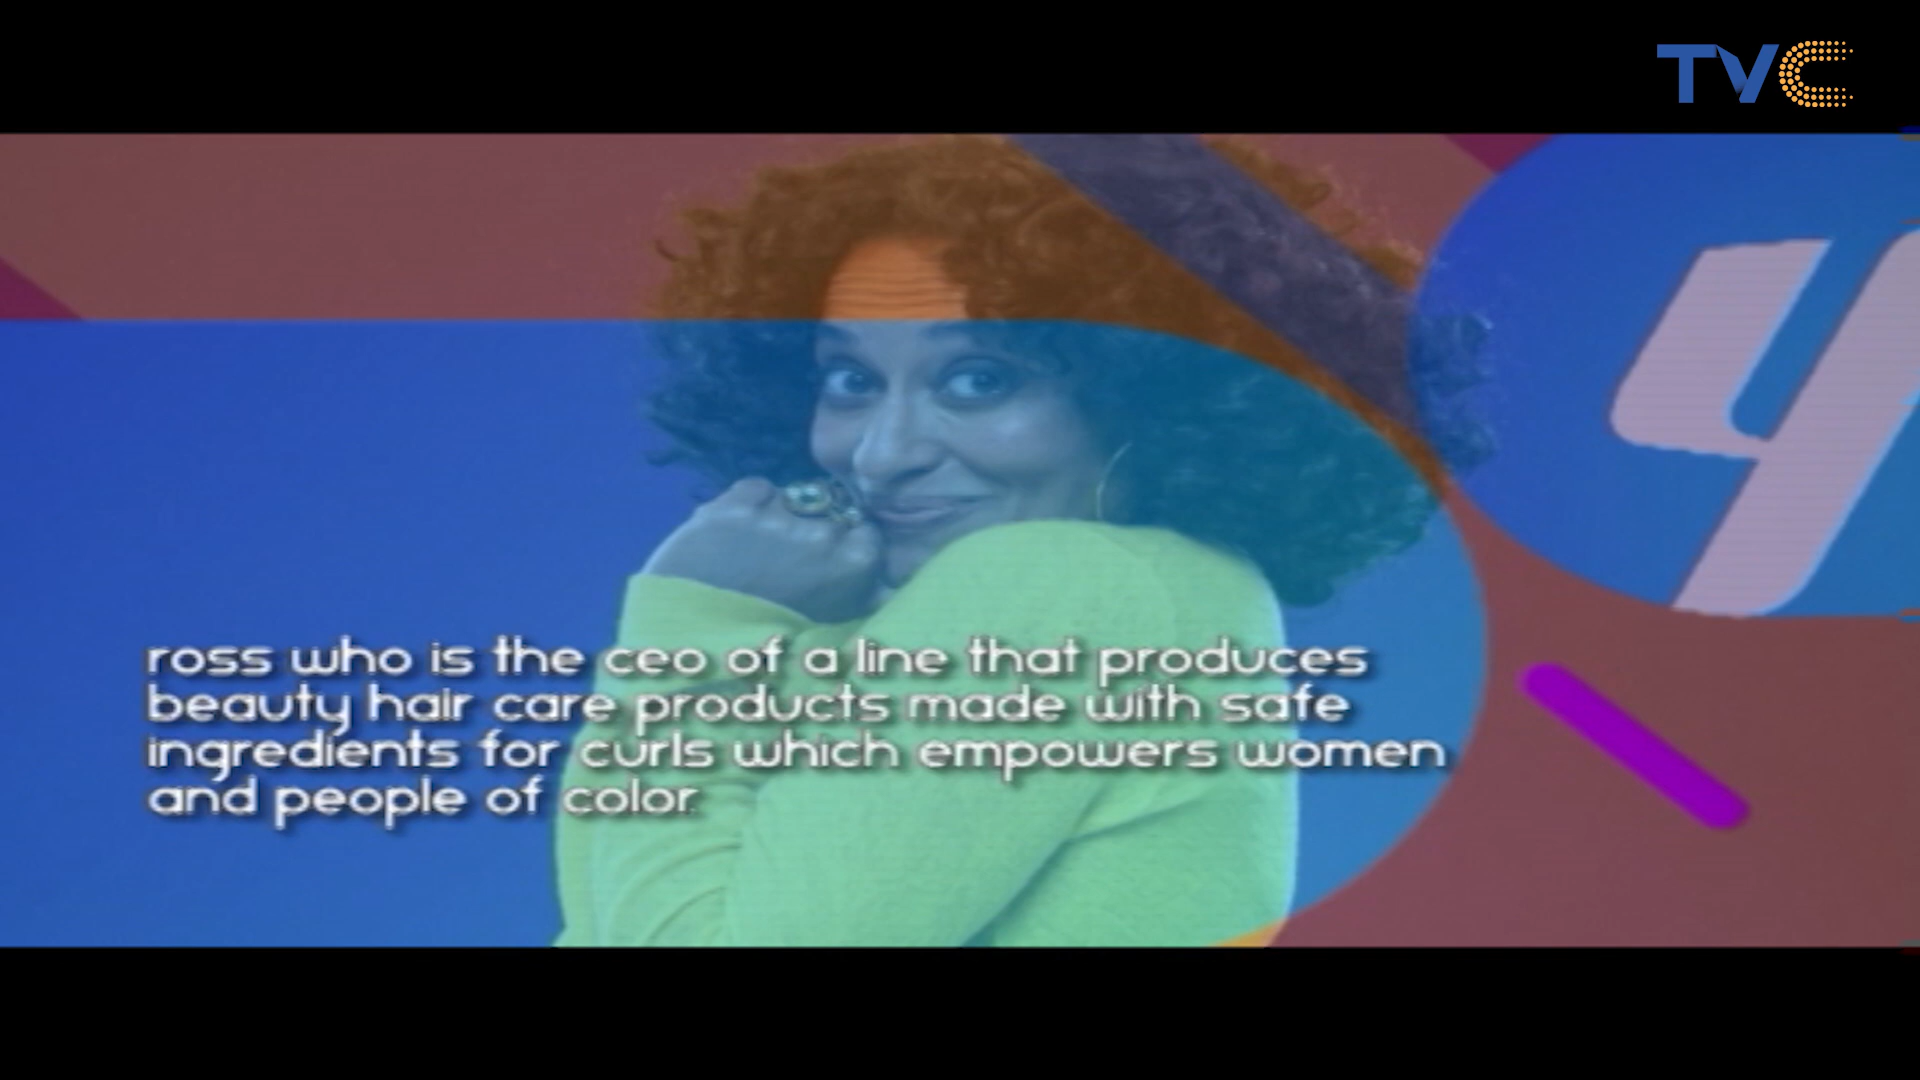 TVC
4
ross who is the ceo of a line that produces
beauty hair care products made with safe
ingredients for curls which empowers women
and people of color.